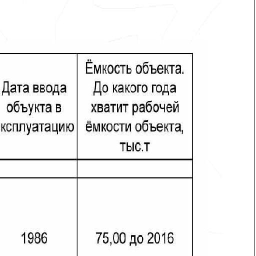 Дата ввода
объукта в
ксплуатацию
Ёмкость объекта.
До какого года
хватит рабочей
ёмкости объекта,
тыс.т
1986
75,00 до 2016